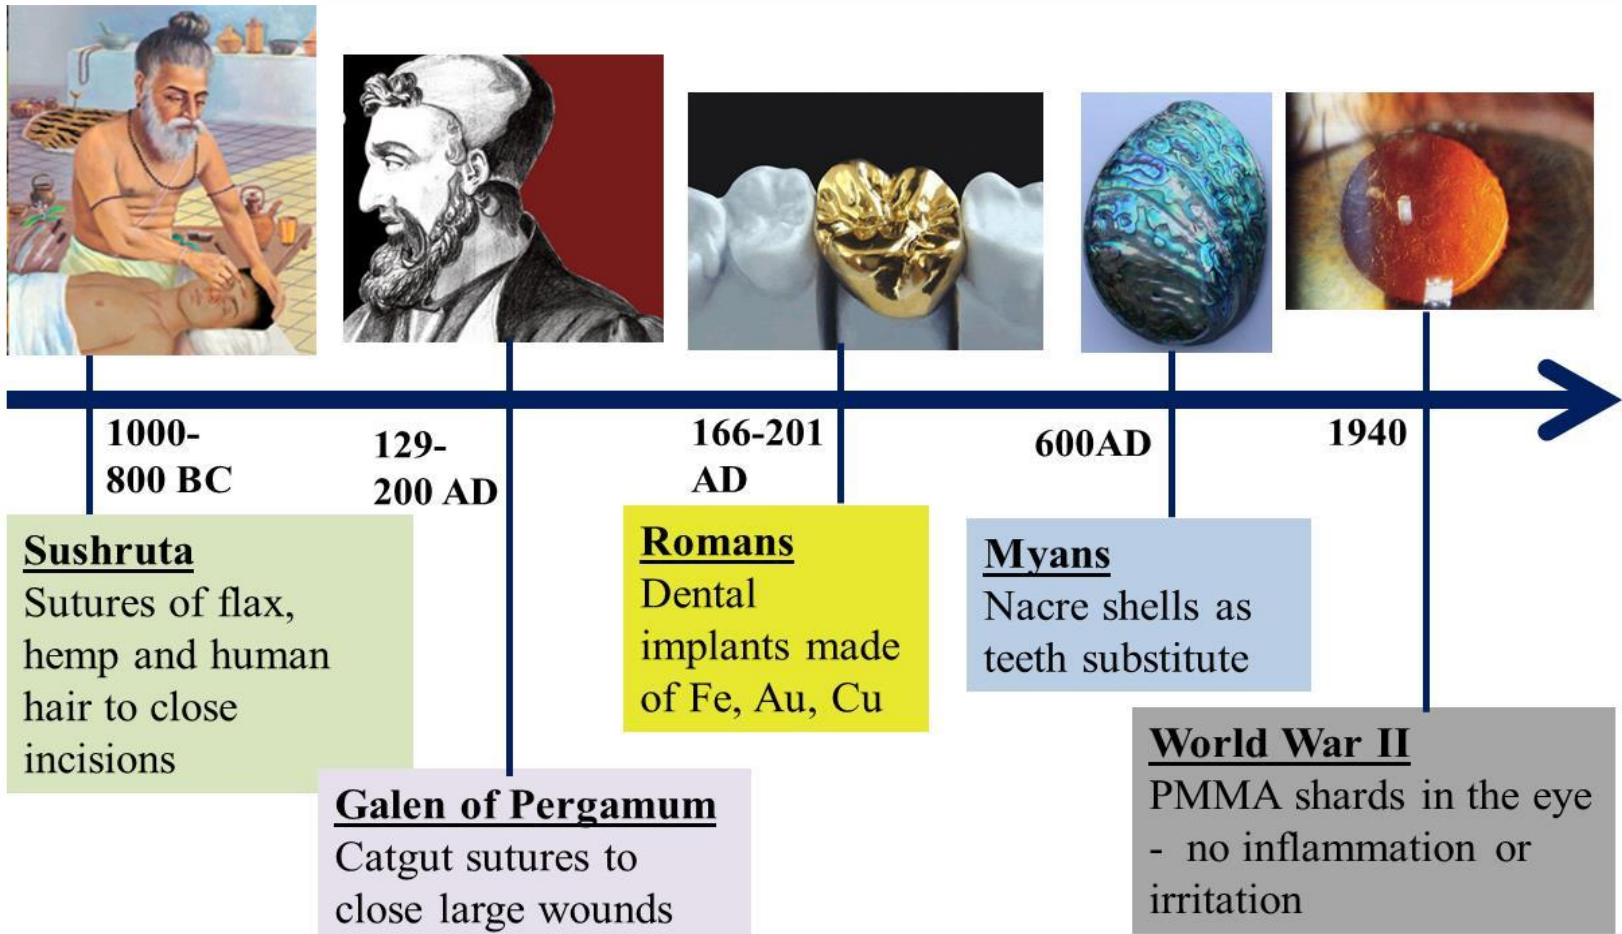 1000-
800 BC
129-
200 AD
166-201
AD
600AD
1940
Sushruta
Sutures of flax,
hemp and human
hair to close
incisions
Galen of Pergamum
Catgut sutures to
close large wounds
Romans
Dental
implants made
of Fe, Au, Cu
Myans
Nacre shells as
teeth substitute
World War II
PMMA shards in the eye
- no inflammation or
irritation